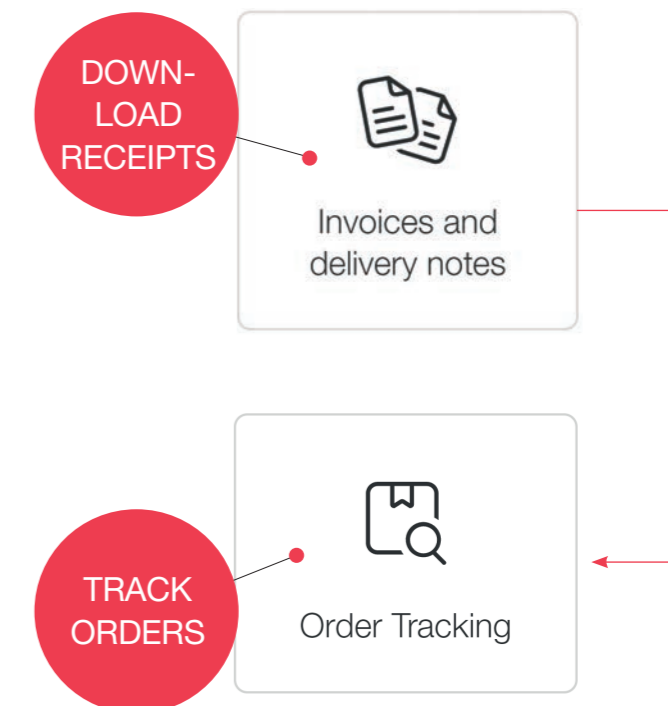 DOWN-
LOAD
RECEIPTS
Invoices and
delivery notes
TRACK
ORDERS
Order Tracking